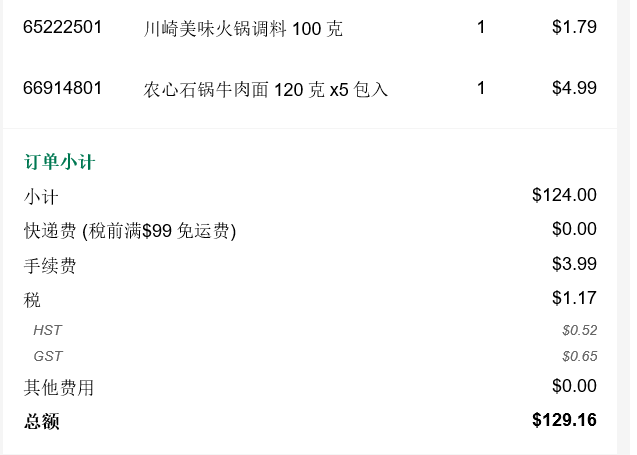 65222501 川崎美味火锅调料 100 克 1 $1.79
66914801 农心石锅牛肉面 120 克 x5 包入 1 $4.99
订单小计
小计 $124.00
快递费 (税前满$99 免运费) $0.00
手续费 $3.99
税 $1.17
HST $0.52
GST $0.65
其他费用 $0.00
总额 $129.16